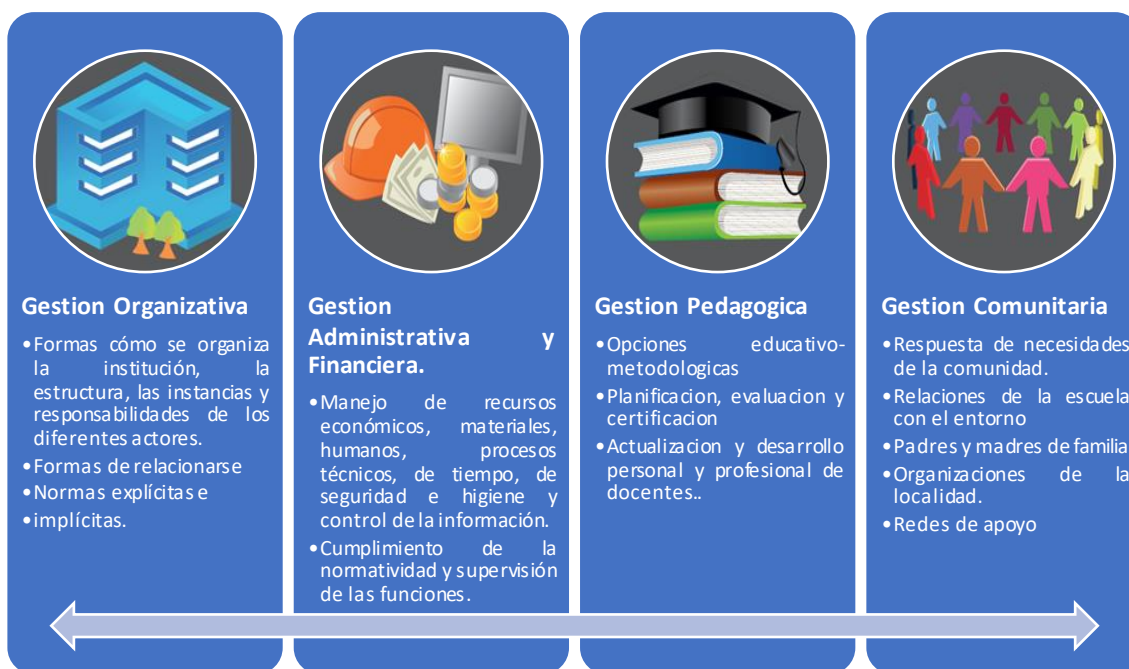 Gestion Organizativa
•Formas cómo se organiza
la institución, la
estructura, las instancias y
responsabilidades de los
diferentes actores.
•Formas de relacionarse
•Normas explícitas e
•implícitas.
Gestion
Administrativa y
Financiera.
•Manejo de recursos
económicos, materiales,
humanos, procesos
técnicos, de tiempo, de
seguridad e higiene y
control de la información.
•Cumplimiento de la
normatividad y supervisión
de las funciones.
Gestion Pedagogica
•Opciones educativo-
metodologicas
•Planificacion, evaluacion y
certificacion
•Actualizacion y desarrollo
personal y profesional de
docentes..
Gestion Comunitaria
•Respuesta de necesidades
de la comunidad.
•Relaciones de la escuela
con el entorno
•Padres y madres de familia
•Organizaciones de la
localidad.
•Redes de apoyo